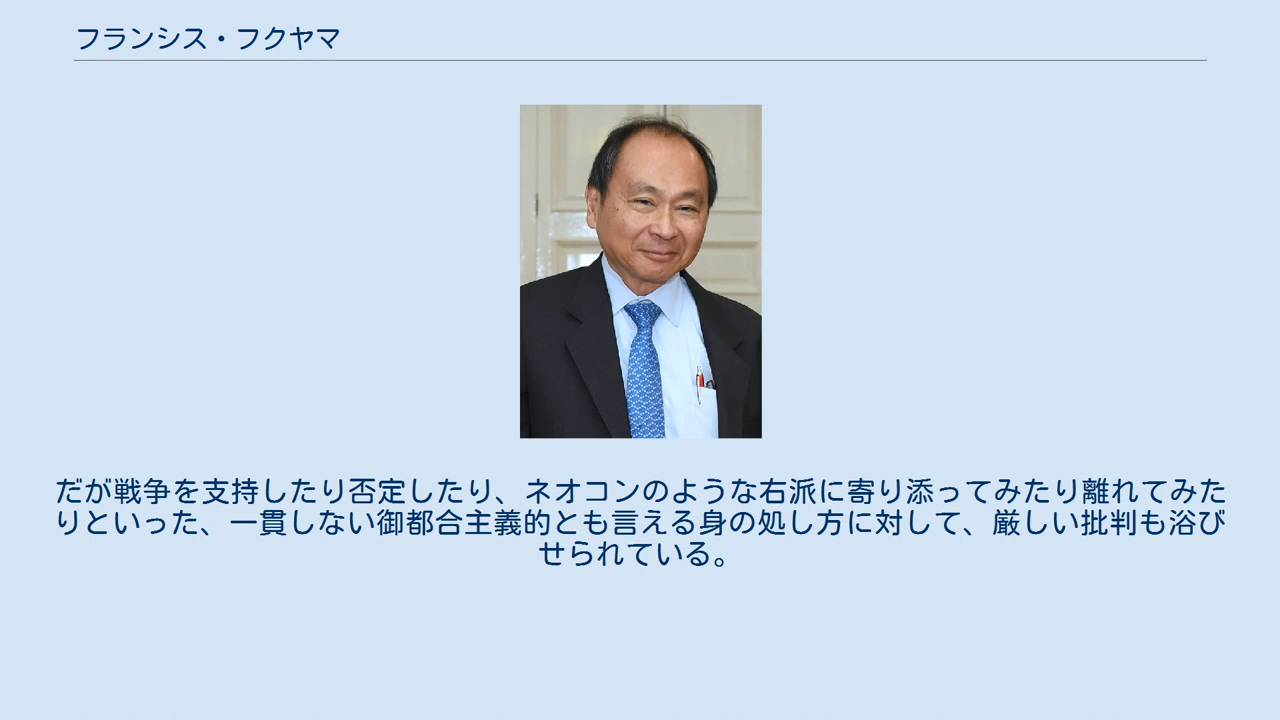 フランシス・フクヤマ
だが戦争を支持したり否定したり、ネオコンのような右派に寄り添ってみたり離れてみた
りといった、一貫しない御都合主義的とも言える身の処し方に対して、厳しい批判も浴び
せられている。